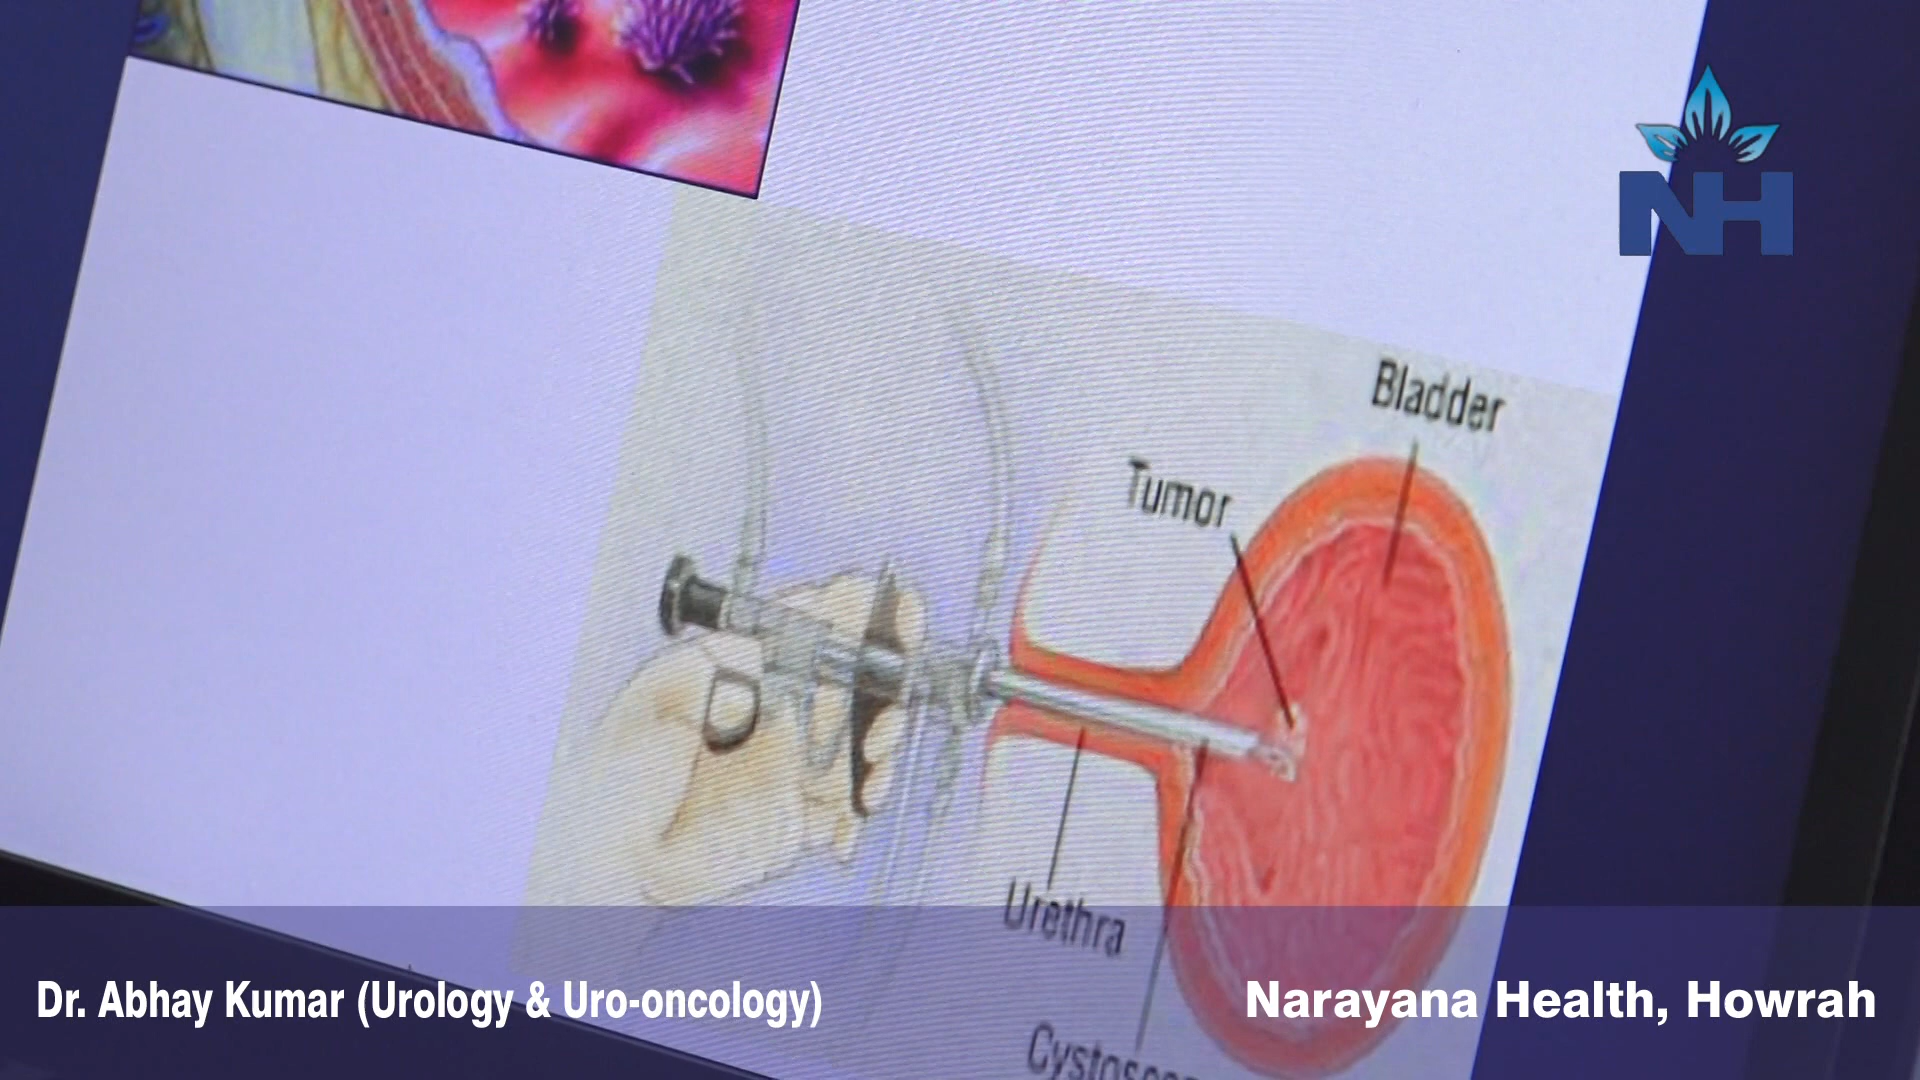 NH
Bladder
Tumor
Urethra
Dr. Abhay Kumar (Urology & Uro-oncology)
Narayana Health, Howrah